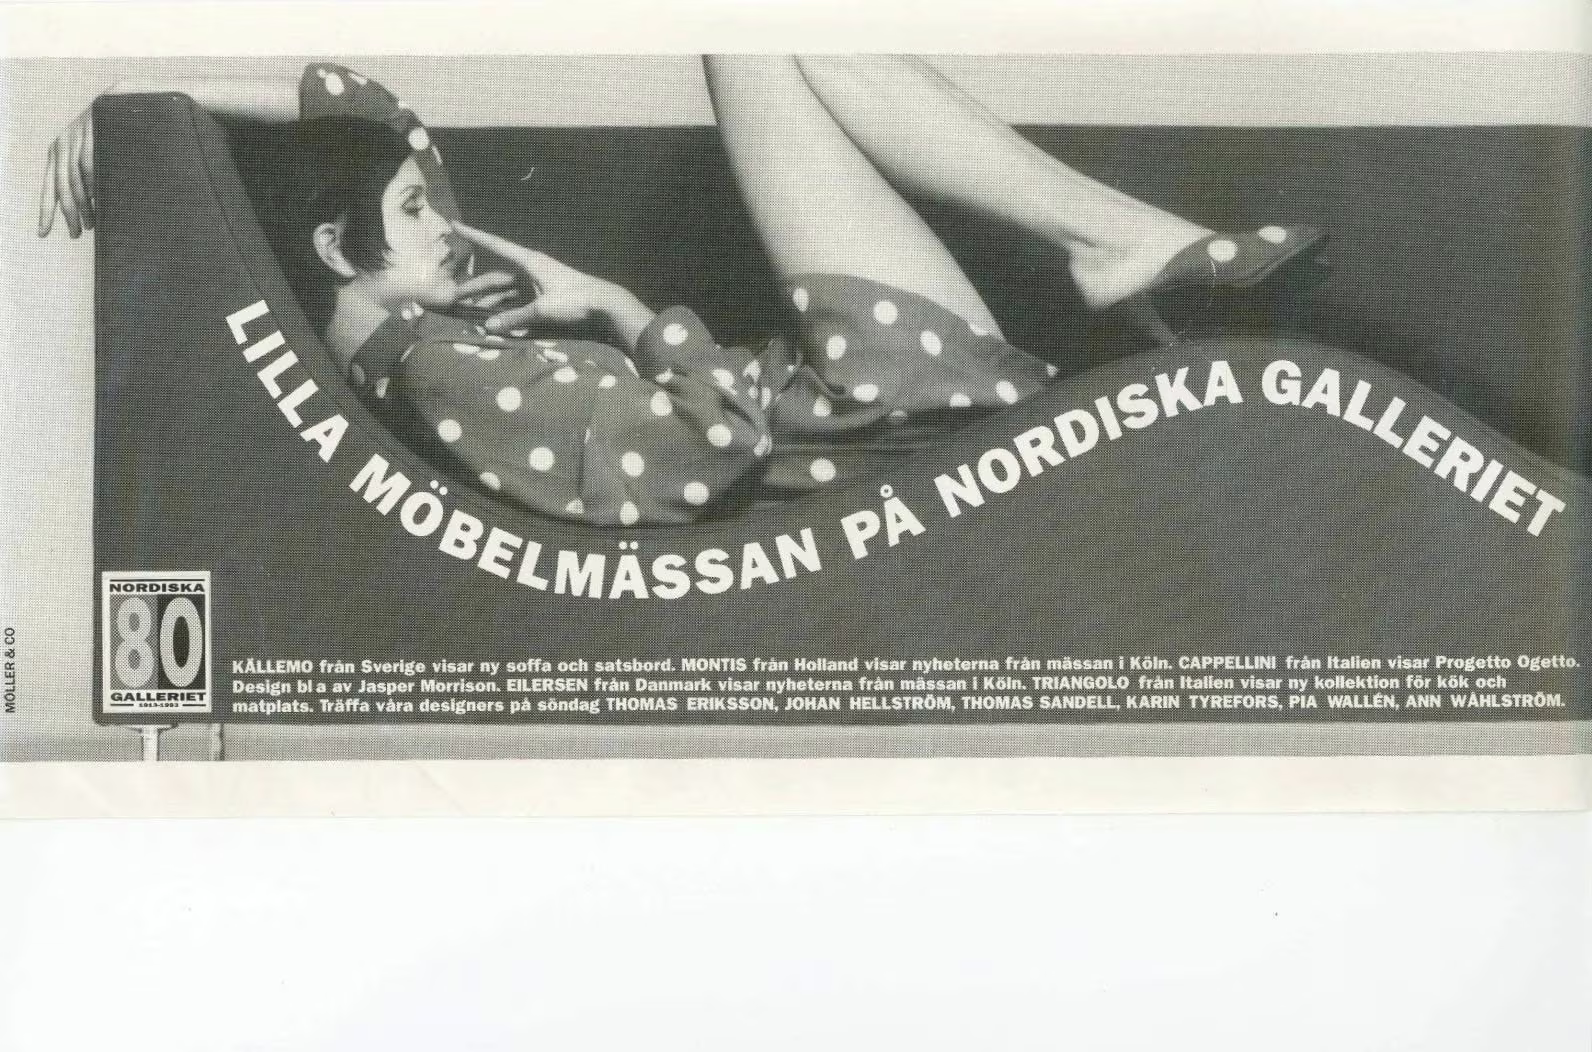 LILLA MÖBELMÄSSAN PÅ NORDISKA GALLERIET
NORDISKA
80
GALLERIET
1913-1993
KÄLLEMO från Sverige visar ny soffa och satsbord. MONTIS från Holland visar nyheterna från mässan i Köln. CAPPELLINI från Italien visar Progetto Ogetto.
Design bl a av Jasper Morrison. EILERSEN från Danmark visar nyheterna från mässan i Köln. TRIANGOLO från Italien visar ny kollektion för kök och
matplats. Träffa våra designers på söndag THOMAS ERIKSSON, JOHAN HELLSTRÖM, THOMAS SANDELL, KARIN TYREFORS, PIA WALLÉN, ANN WÅHLSTRÖM.
MOLLER & CO